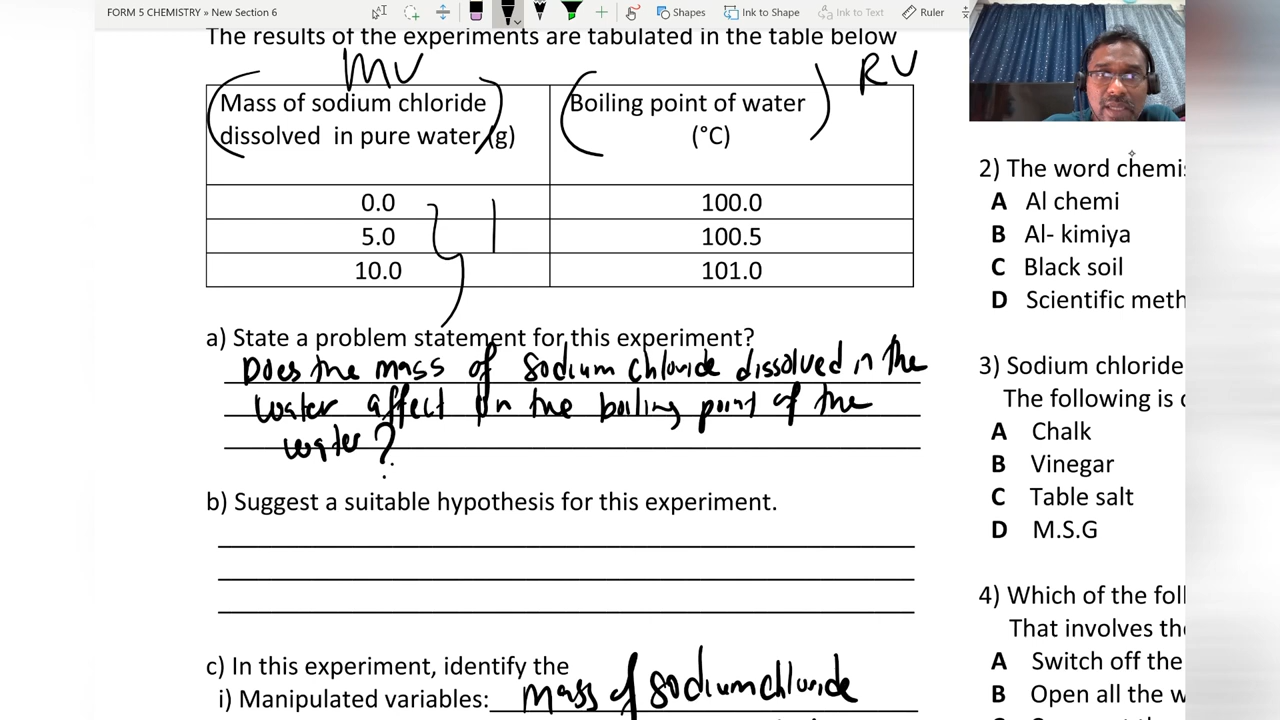 FORM 5 CHEMISTRY » New Section 6
Shapes
Ink to Shape
Ink to Text
Ruler
The results of the experiments are tabulated in the table below
MV
RV
Mass of sodium chloride
dissolved in pure water (g)
Boiling point of water
(°C)
0.0
100.0
5.0
100.5
10.0
101.0
a) State a problem statement for this experiment?
Does the mass of sodium chloride dissolved in the
water affect on the boiling point of the
water?
b) Suggest a suitable hypothesis for this experiment.
c) In this experiment, identify the
i) Manipulated variables: mass of sodium chloride
2) The word chemi
A Al chemi
B Al- kimiya
C Black soil
D Scientific meth
3) Sodium chloride
The following is
A Chalk
B Vinegar
C Table salt
D M.S.G
4) Which of the foll
That involves the
A Switch off the
B Open all the w